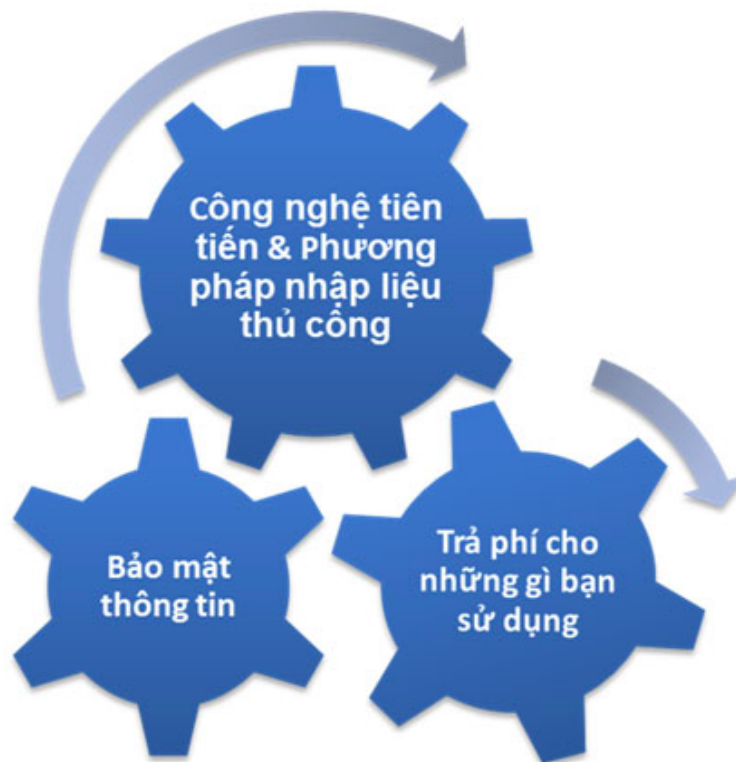 Công nghệ tiên
tiến & Phương
pháp nhập liệu
thủ công
Bảo mật
thông tin
Trả phí cho
những gì bạn
sử dụng